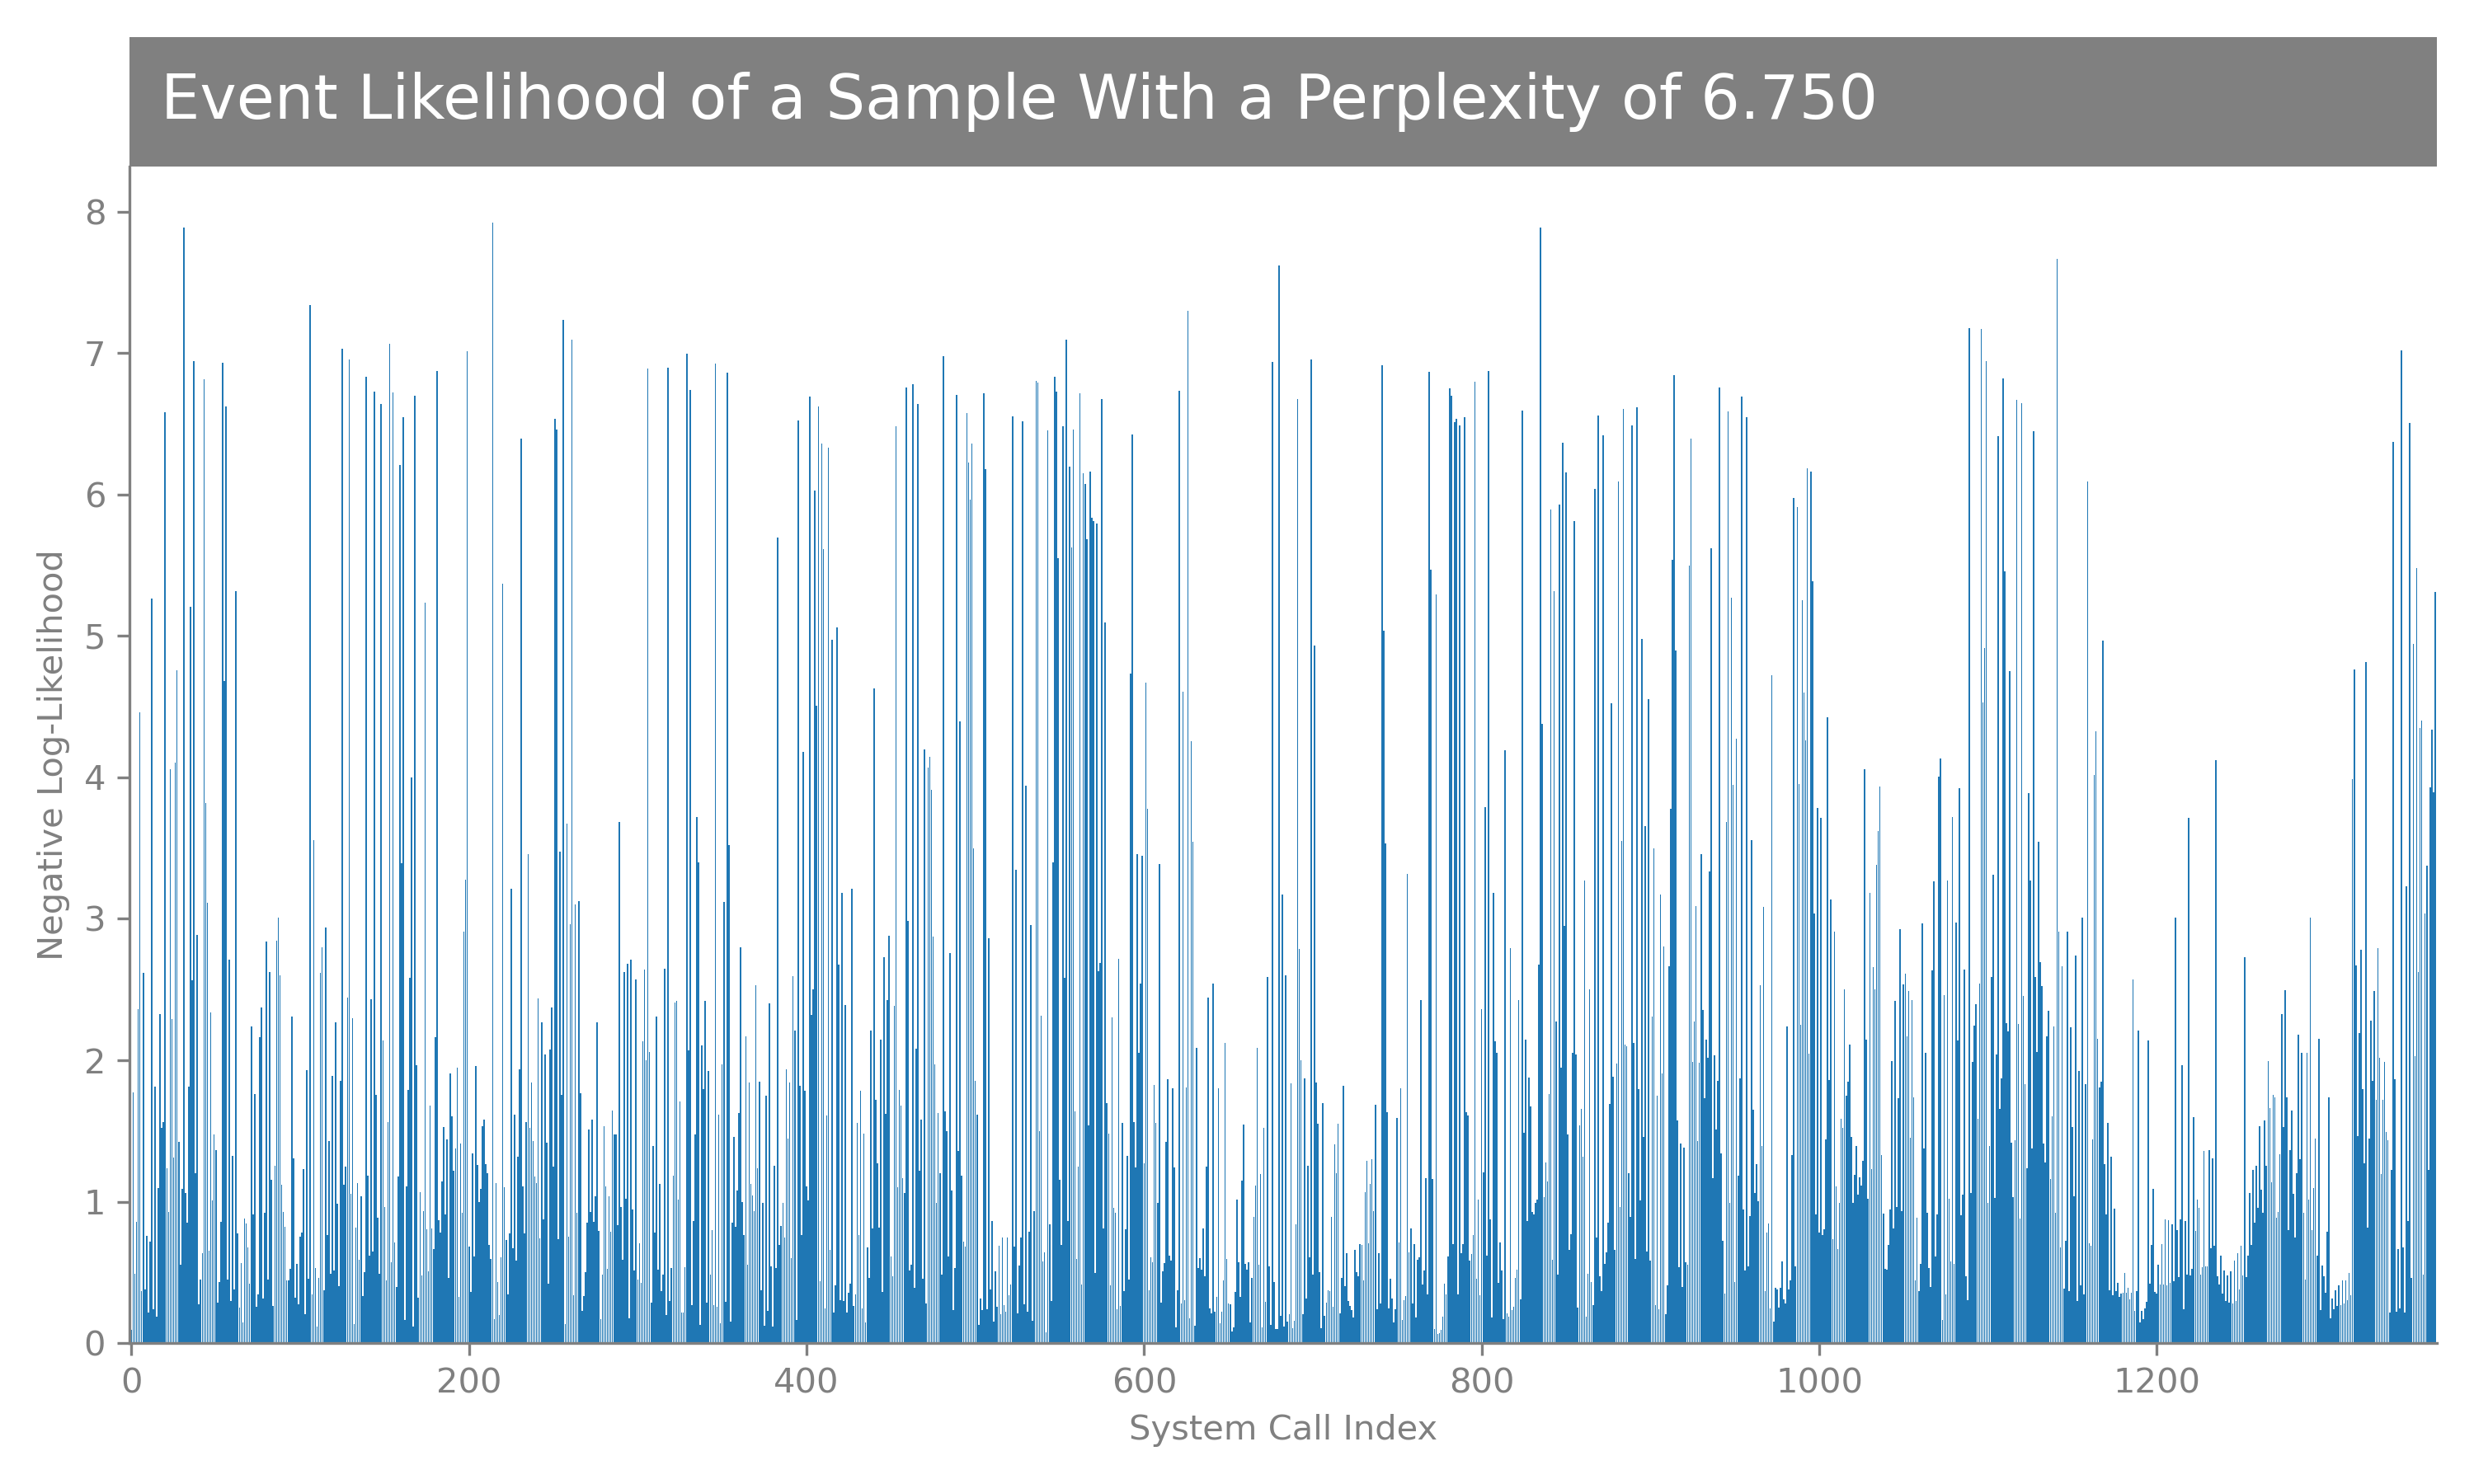 Event Likelihood of a Sample With a Perplexity of 6.750
8
7
6
5
4
3
2
1
0
Negative Log-Likelihood
0 200 400 600 800 1000 1200
System Call Index